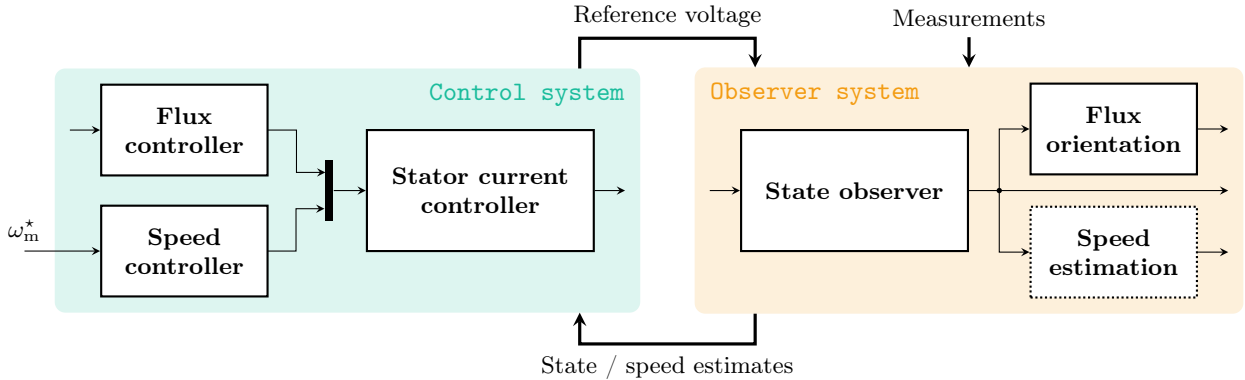 Reference voltage
Measurements
Control system
Observer system
Flux
controller
Stator current
controller
ω_m^⋆
Speed
controller
State observer
Flux
orientation
Speed
estimation
State / speed estimates